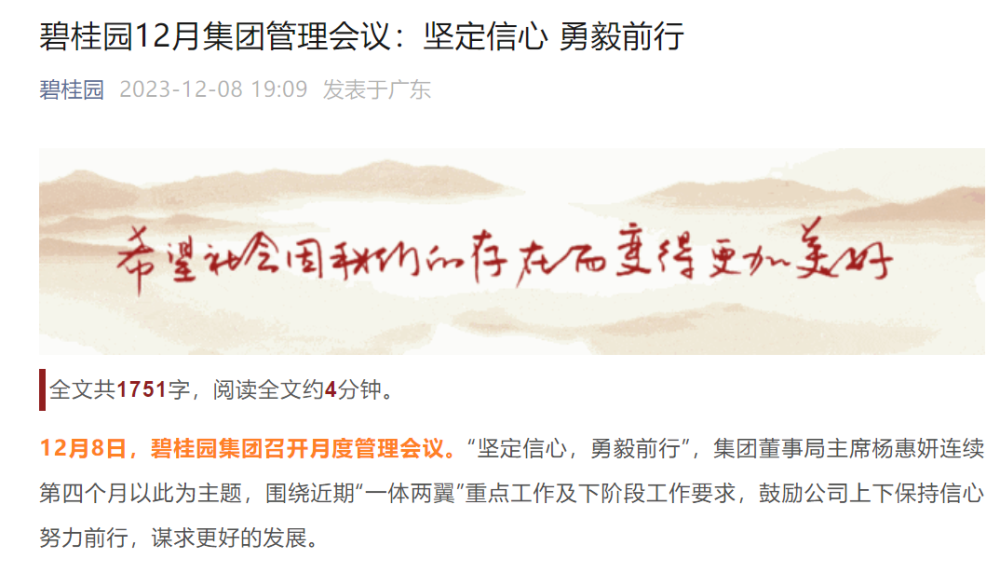 碧桂园12月集团管理会议：坚定信心 勇毅前行
碧桂园 2023-12-08 19:09 发表于广东
希望社会因我们的存在而变得更加美好
全文共1751字，阅读全文约4分钟。
12月8日，碧桂园集团召开月度管理会议。“坚定信心，勇毅前行”，集团董事局主席杨惠妍连续
第四个月以此为主题，围绕近期“一体两翼”重点工作及下阶段工作要求，鼓励公司上下保持信心
努力前行，谋求更好的发展。